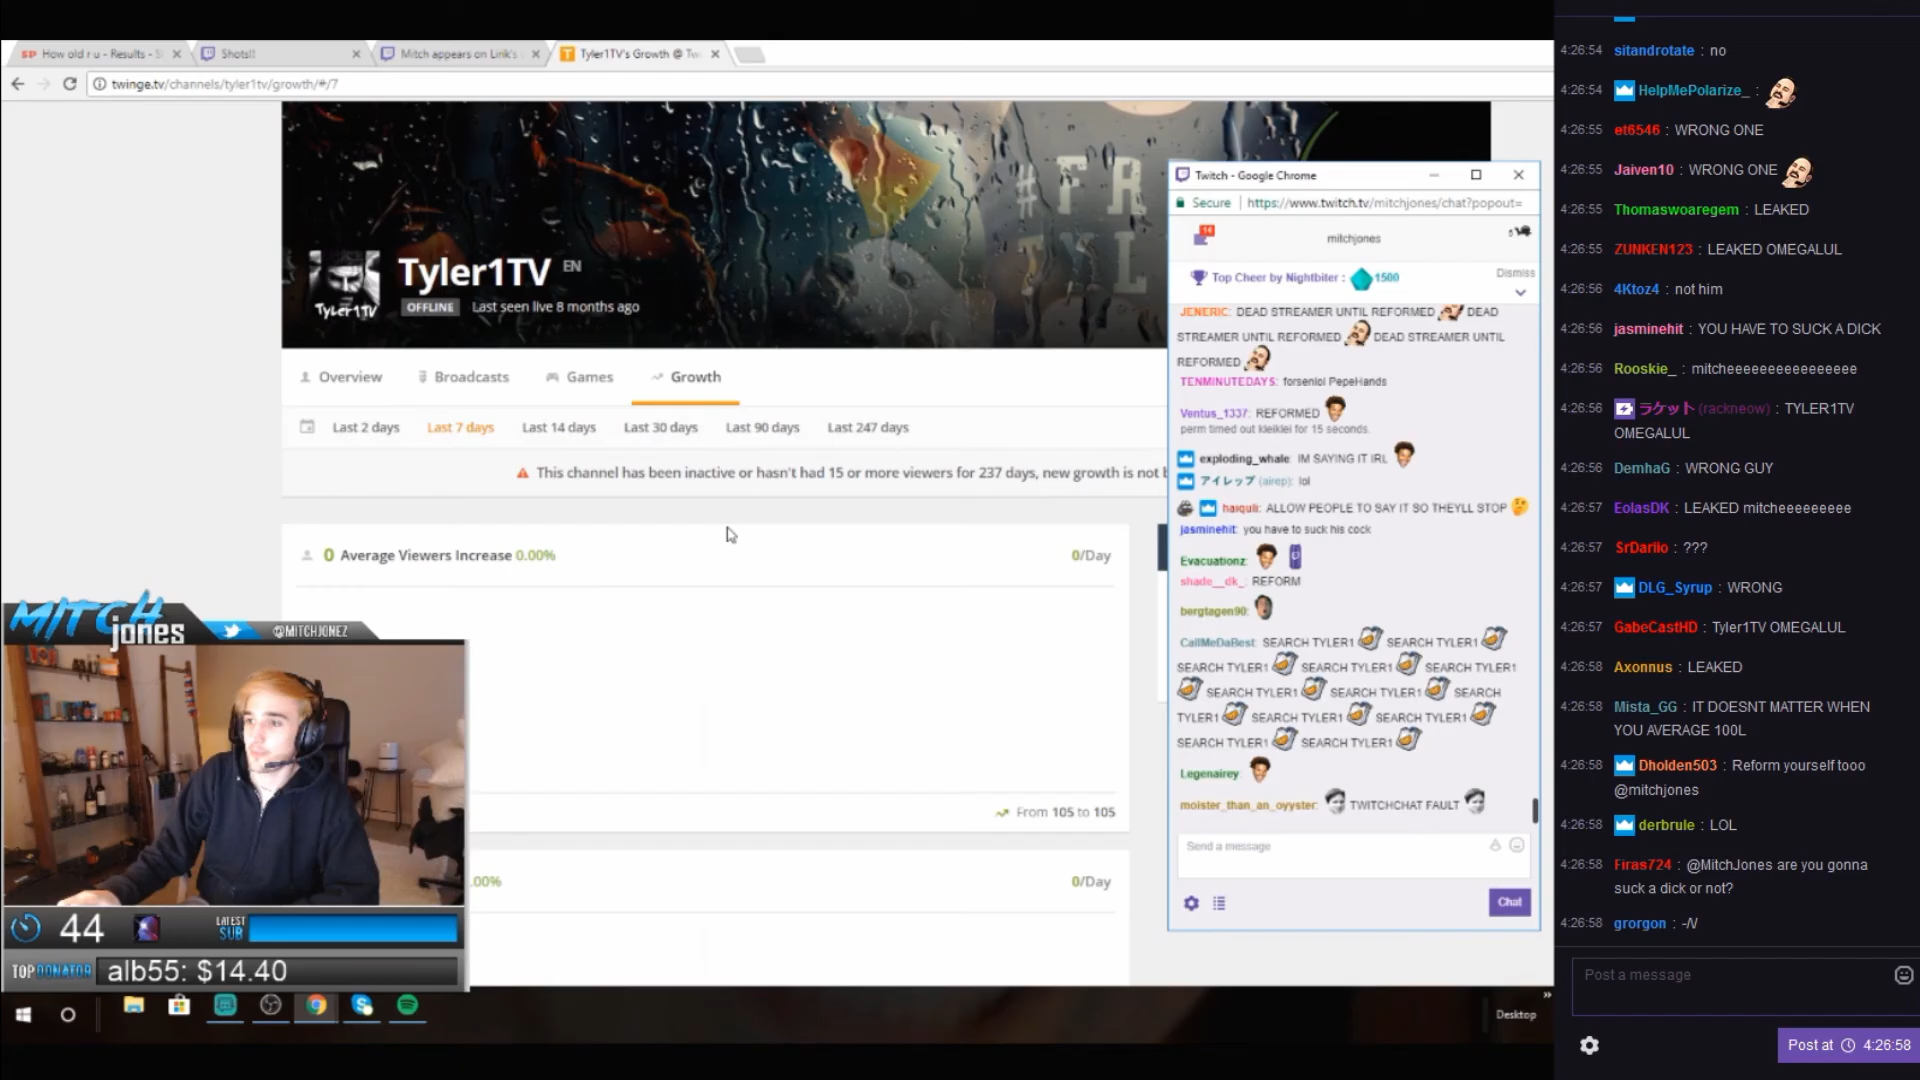 How old r u - Results - S
Shots!!
Mitch appears on Lirik's
Tyler1TV's Growth @ Tw
twinge.tv/channels/tyler1tv/growth/#/7
#FR
TYL
Tyler1TV EN
TYLER1TV
OFFLINE Last seen live 8 months ago
Overview
Broadcasts
Games
Growth
Last 2 days
Last 7 days
Last 14 days
Last 30 days
Last 90 days
Last 247 days
This channel has been inactive or hasn't had 15 or more viewers for 237 days, new growth is not b
0 Average Viewers Increase 0.00%
0/Day
From 105 to 105
.00%
0/Day
MITCH
jones
@MITCHJONEZ
44
LATEST
SUB
TOP DONATOR
alb55: $14.40
Desktop
Twitch - Google Chrome
Secure https://www.twitch.tv/mitchjones/chat?popout=
14
mitchjones
Top Cheer by Nightbiter : 1500
Dismiss
JENERIC: DEAD STREAMER UNTIL REFORMED DEAD
STREAMER UNTIL REFORMED DEAD STREAMER UNTIL
REFORMED
TENMINUTEDAYS: forsenlol PepeHands
Ventus_1337: REFORMED
perm timed out kleiklei for 15 seconds.
exploding_whale: IM SAYING IT IRL
アイレップ (airep): lol
haiquli: ALLOW PEOPLE TO SAY IT SO THEYLL STOP
jasminehit: you have to suck his cock
Evacuationz:
shade__dk_: REFORM
bergtagen90:
CallMeDaBest: SEARCH TYLER1 SEARCH TYLER1
SEARCH TYLER1 SEARCH TYLER1 SEARCH TYLER1
SEARCH TYLER1 SEARCH TYLER1 SEARCH
TYLER1 SEARCH TYLER1 SEARCH TYLER1
SEARCH TYLER1 SEARCH TYLER1
Legenairey:
moister_than_an_oyyster: TWITCHCHAT FAULT
Send a message
Chat
4:26:54 sitandrotate : no
4:26:54 HelpMePolarize_ :
4:26:55 et6546 : WRONG ONE
4:26:55 Jaiven10 : WRONG ONE
4:26:55 Thomaswoaregem : LEAKED
4:26:55 ZUNKEN123 : LEAKED OMEGALUL
4:26:56 4Ktoz4 : not him
4:26:56 jasminehit : YOU HAVE TO SUCK A DICK
4:26:56 Rooskie_ : mitcheeeeeeeeeeeeeeee
4:26:56 ラケット (rackneow) : TYLER1TV
OMEGALUL
4:26:56 DemhaG : WRONG GUY
4:26:57 EolasDK : LEAKED mitcheeeeeeeee
4:26:57 SrDariio : ???
4:26:57 DLG_Syrup : WRONG
4:26:57 GabeCastHD : Tyler1TV OMEGALUL
4:26:58 Axonnus : LEAKED
4:26:58 Mista_GG : IT DOESNT MATTER WHEN
YOU AVERAGE 100L
4:26:58 Dholden503 : Reform yourself tooo
@mitchjones
4:26:58 derbrule : LOL
4:26:58 Firas724 : @MitchJones are you gonna
suck a dick or not?
4:26:58 grorgon : -/\/
Post a message
Post at 4:26:58